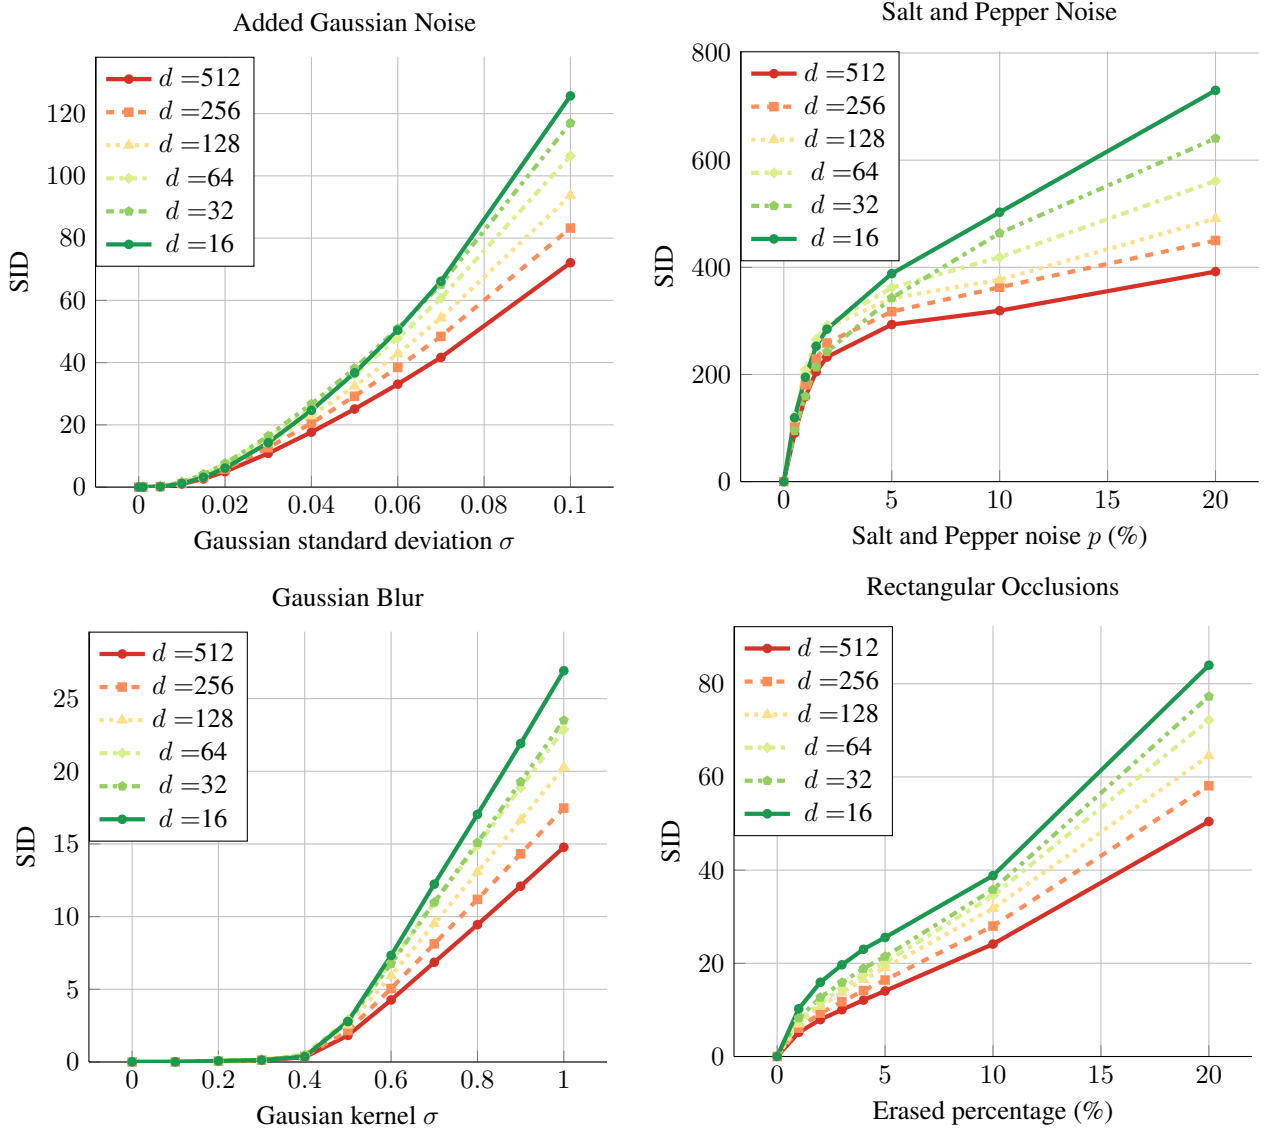 Added Gaussian Noise
d =512
d =256
d =128
d =64
d =32
d =16
120
100
80
60
40
20
0
SID
0 0.02 0.04 0.06 0.08 0.1
Gaussian standard deviation σ
Salt and Pepper Noise
d =512
d =256
d =128
d =64
d =32
d =16
800
600
400
200
0
SID
0 5 10 15 20
Salt and Pepper noise p (%)
Gaussian Blur
d =512
d =256
d =128
d =64
d =32
d =16
25
20
15
10
5
0
SID
0 0.2 0.4 0.6 0.8 1
Gausian kernel σ
Rectangular Occlusions
d =512
d =256
d =128
d =64
d =32
d =16
80
60
40
20
0
SID
0 5 10 15 20
Erased percentage (%)